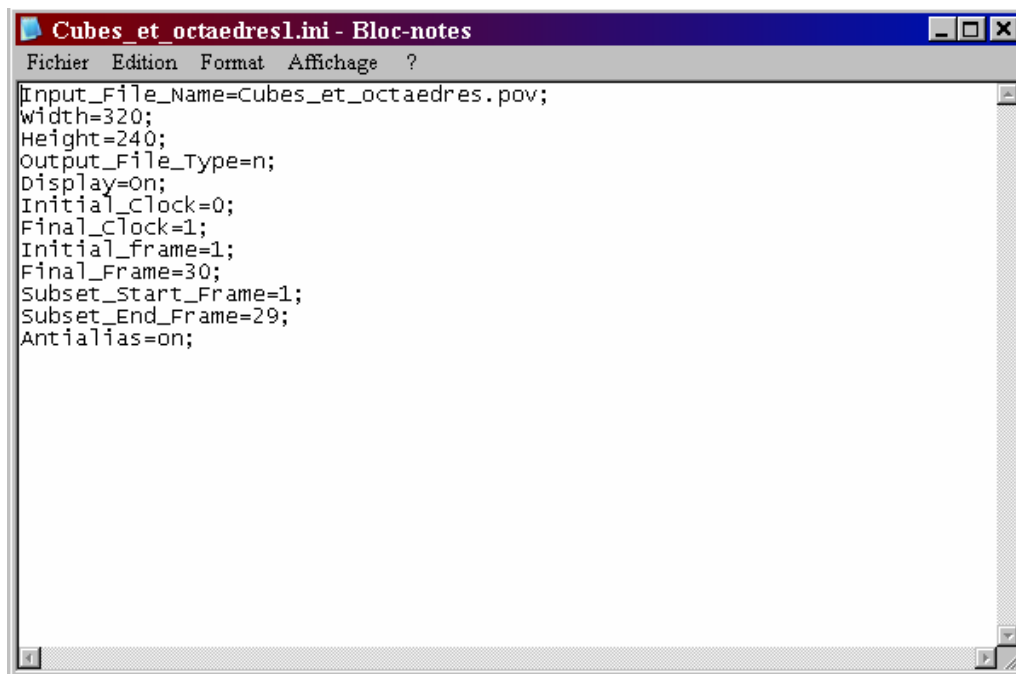 Cubes_et_octaedres1.ini - Bloc-notes
Fichier Edition Format Affichage ?
Input_File_Name=Cubes_et_octaedres.pov;
Width=320;
Height=240;
Output_File_Type=n;
Display=On;
Initial_Clock=0;
Final_Clock=1;
Initial_frame=1;
Final_Frame=30;
Subset_Start_Frame=1;
Subset_End_Frame=29;
Antialias=on;